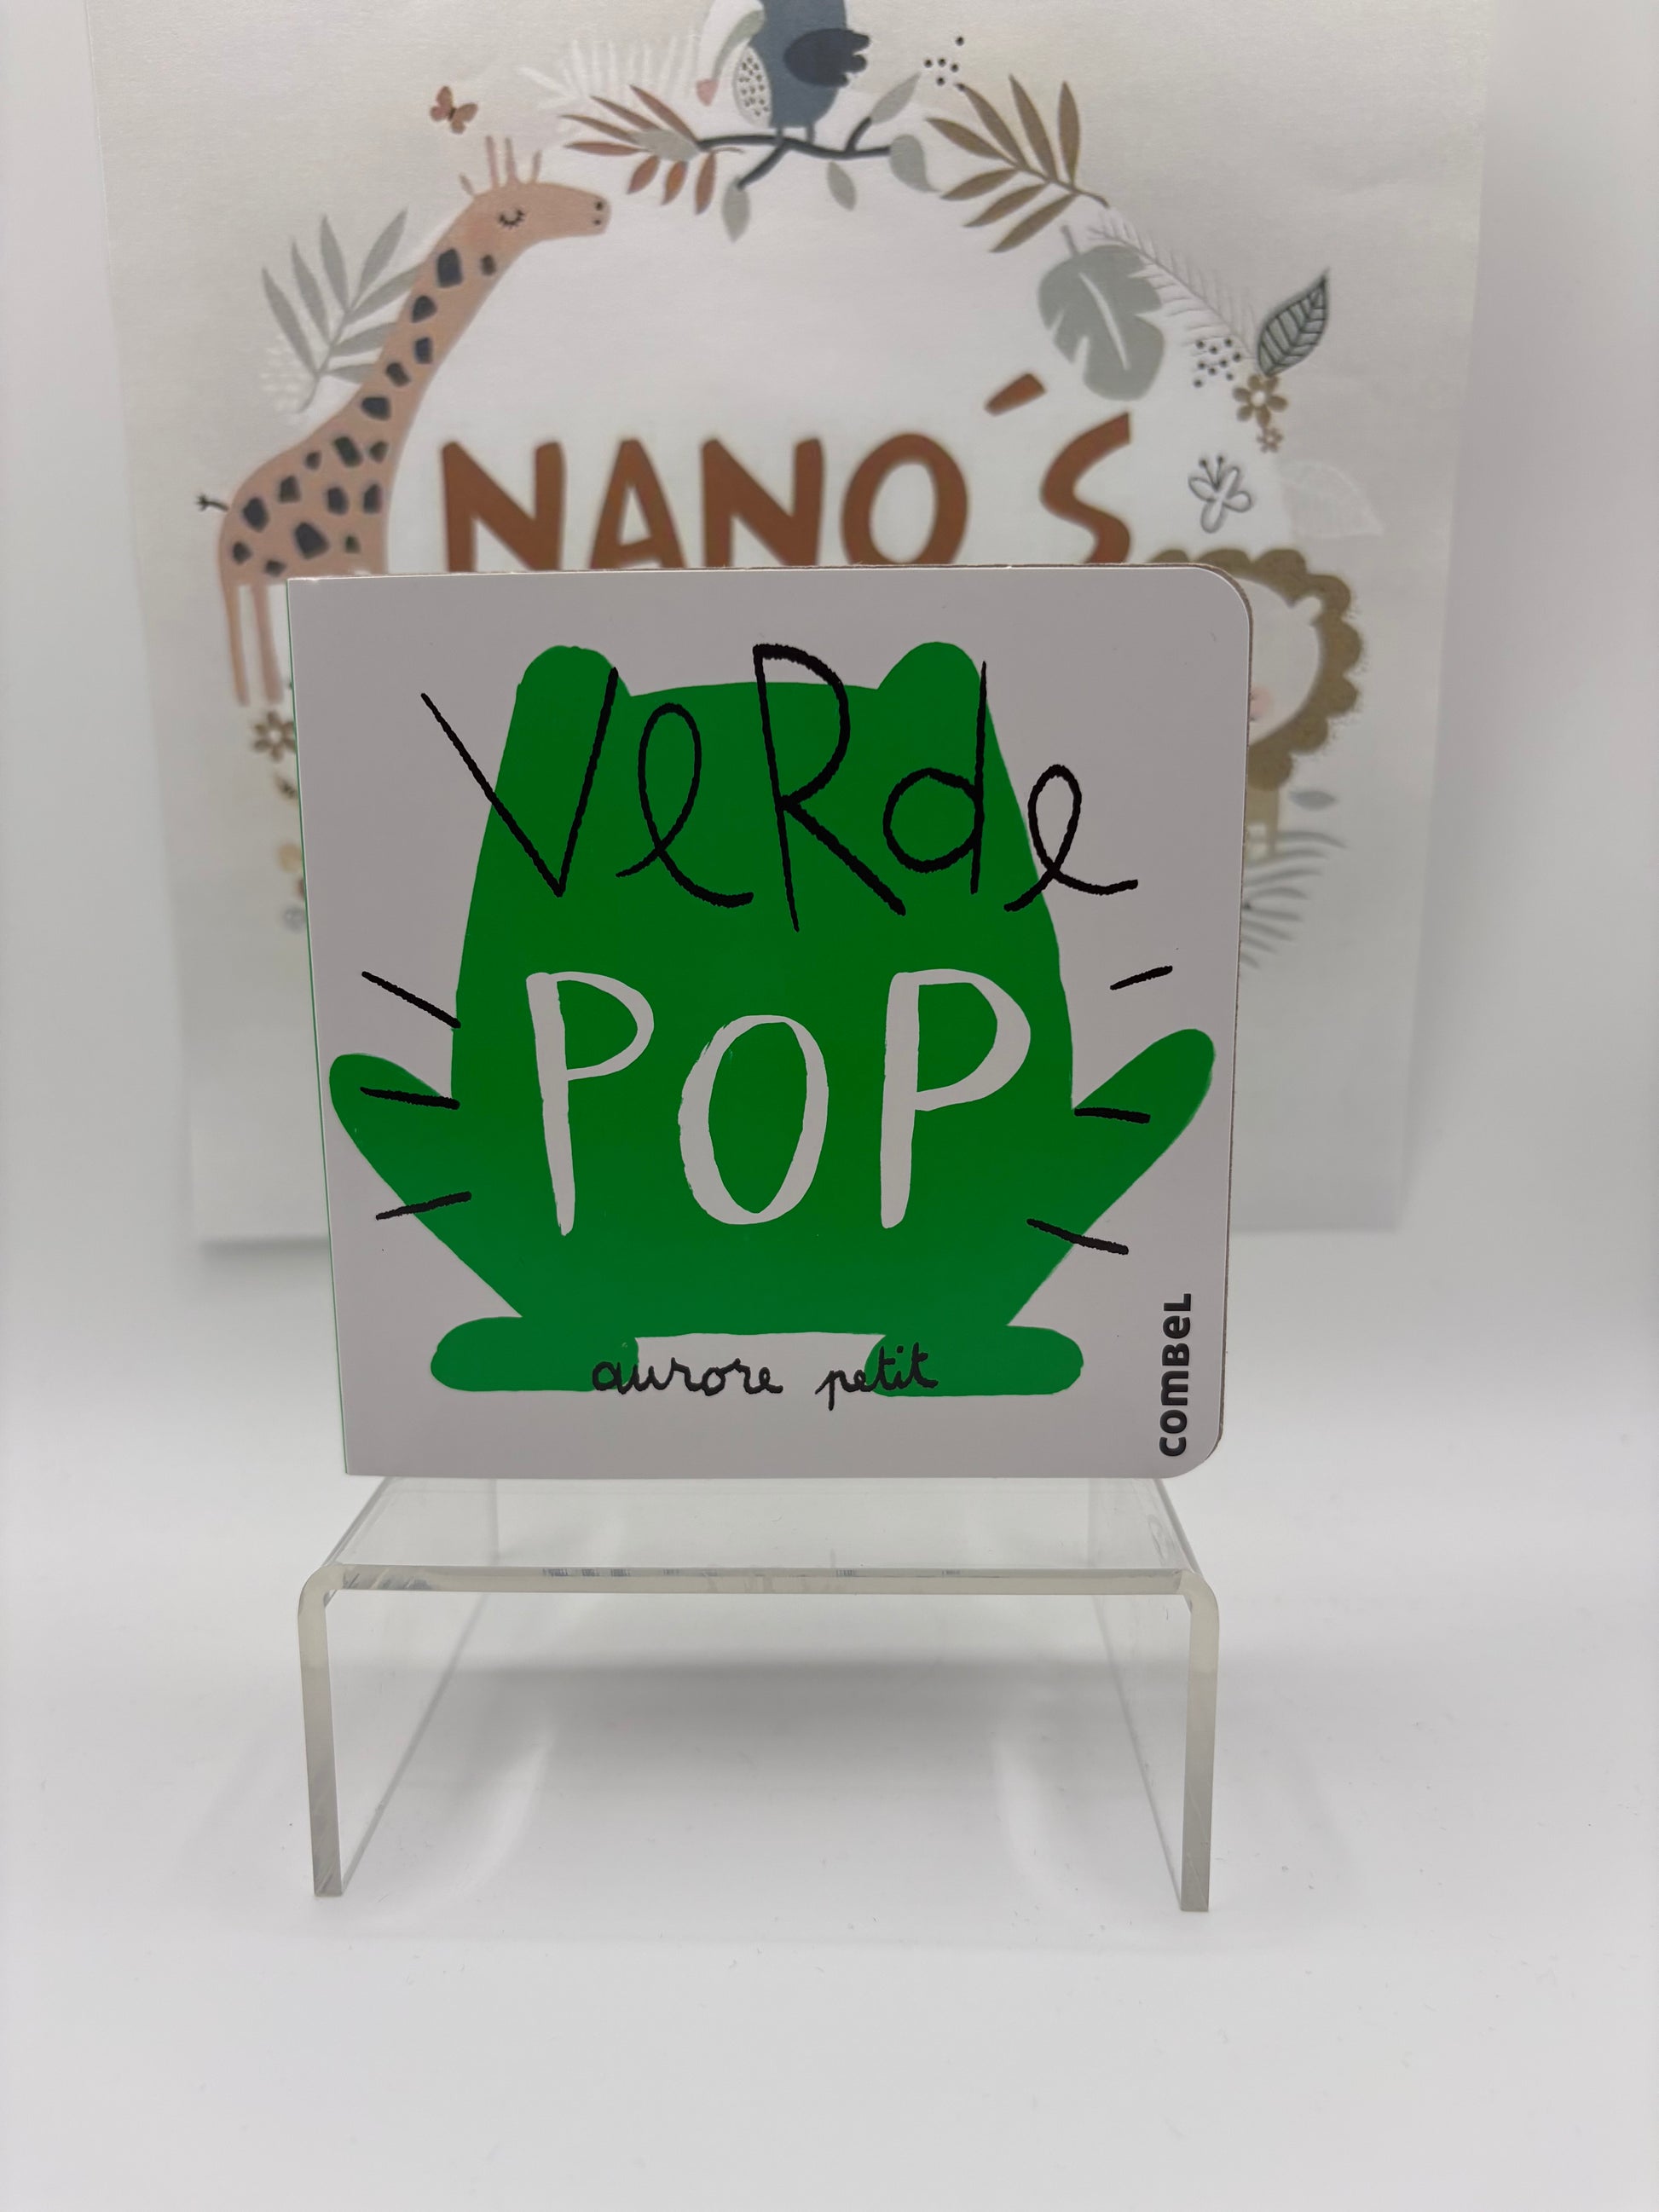 NANO´S
VeRde
POP
aurore petit
comBeL